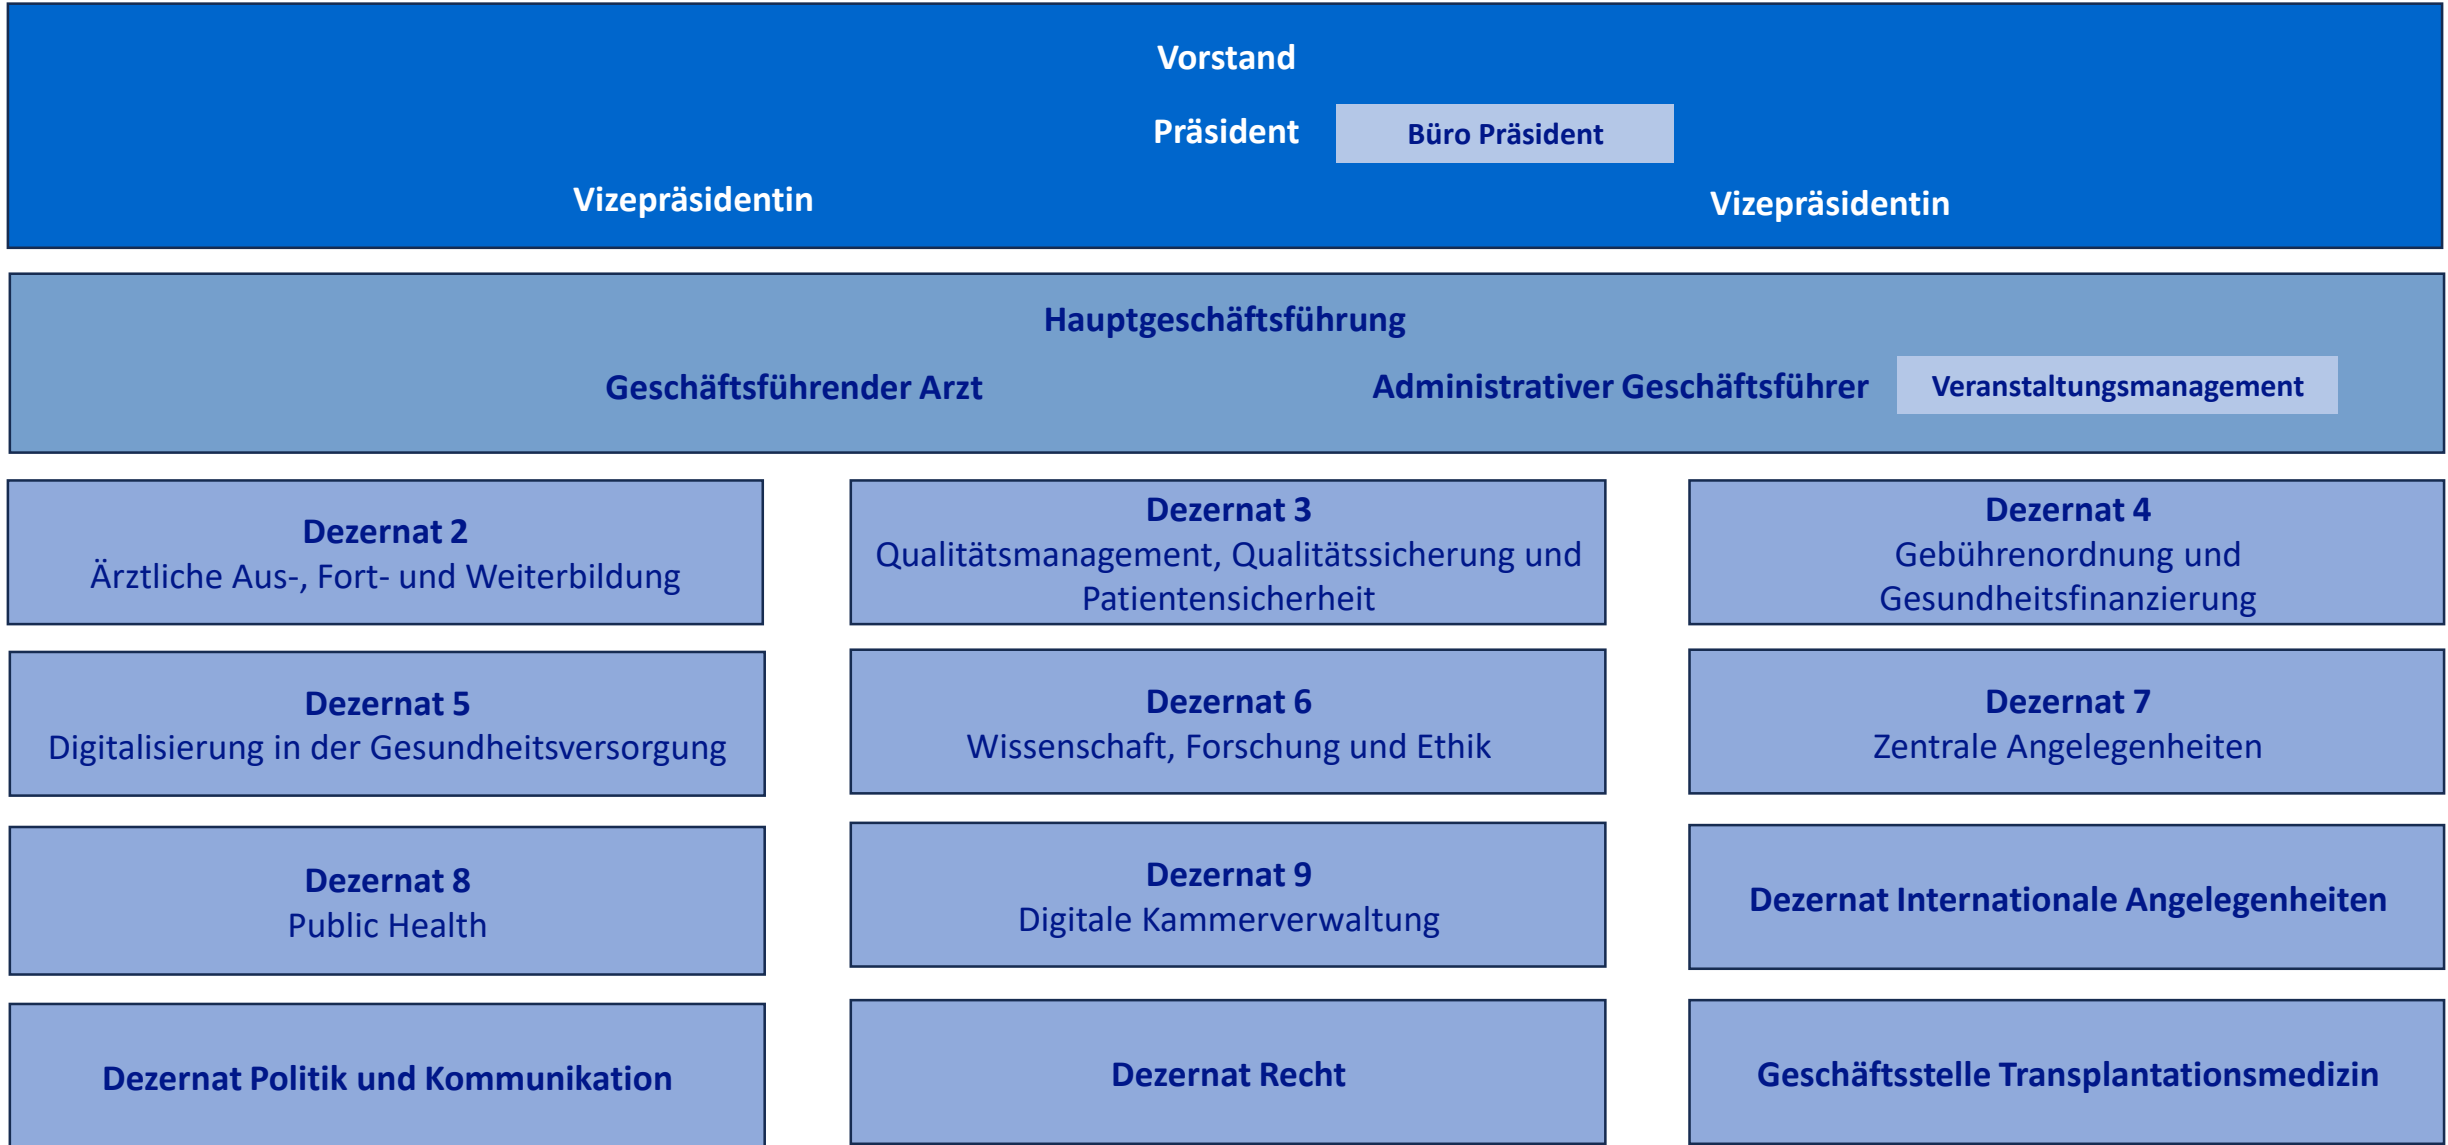 Vorstand
Präsident
Büro Präsident
Vizepräsidentin
Vizepräsidentin
Hauptgeschäftsführung
Geschäftsführender Arzt
Administrativer Geschäftsführer
Veranstaltungsmanagement
Dezernat 2
Ärztliche Aus-, Fort- und Weiterbildung
Dezernat 3
Qualitätsmanagement, Qualitätssicherung und
Patientensicherheit
Dezernat 4
Gebührenordnung und
Gesundheitsfinanzierung
Dezernat 5
Digitalisierung in der Gesundheitsversorgung
Dezernat 6
Wissenschaft, Forschung und Ethik
Dezernat 7
Zentrale Angelegenheiten
Dezernat 8
Public Health
Dezernat 9
Digitale Kammerverwaltung
Dezernat Internationale Angelegenheiten
Dezernat Politik und Kommunikation
Dezernat Recht
Geschäftsstelle Transplantationsmedizin